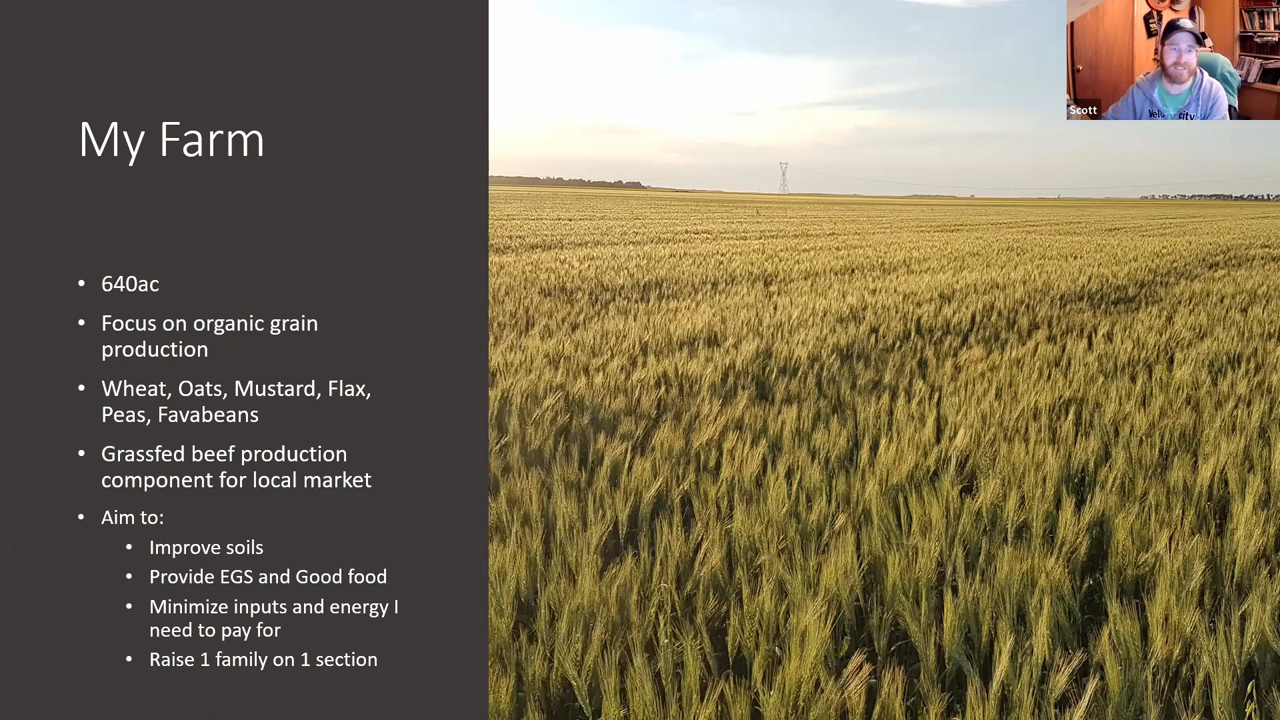 My Farm
• 640ac
• Focus on organic grain
production
• Wheat, Oats, Mustard, Flax,
Peas, Favabeans
• Grassfed beef production
component for local market
• Aim to:
• Improve soils
• Provide EGS and Good food
• Minimize inputs and energy I
need to pay for
• Raise 1 family on 1 section
Scott